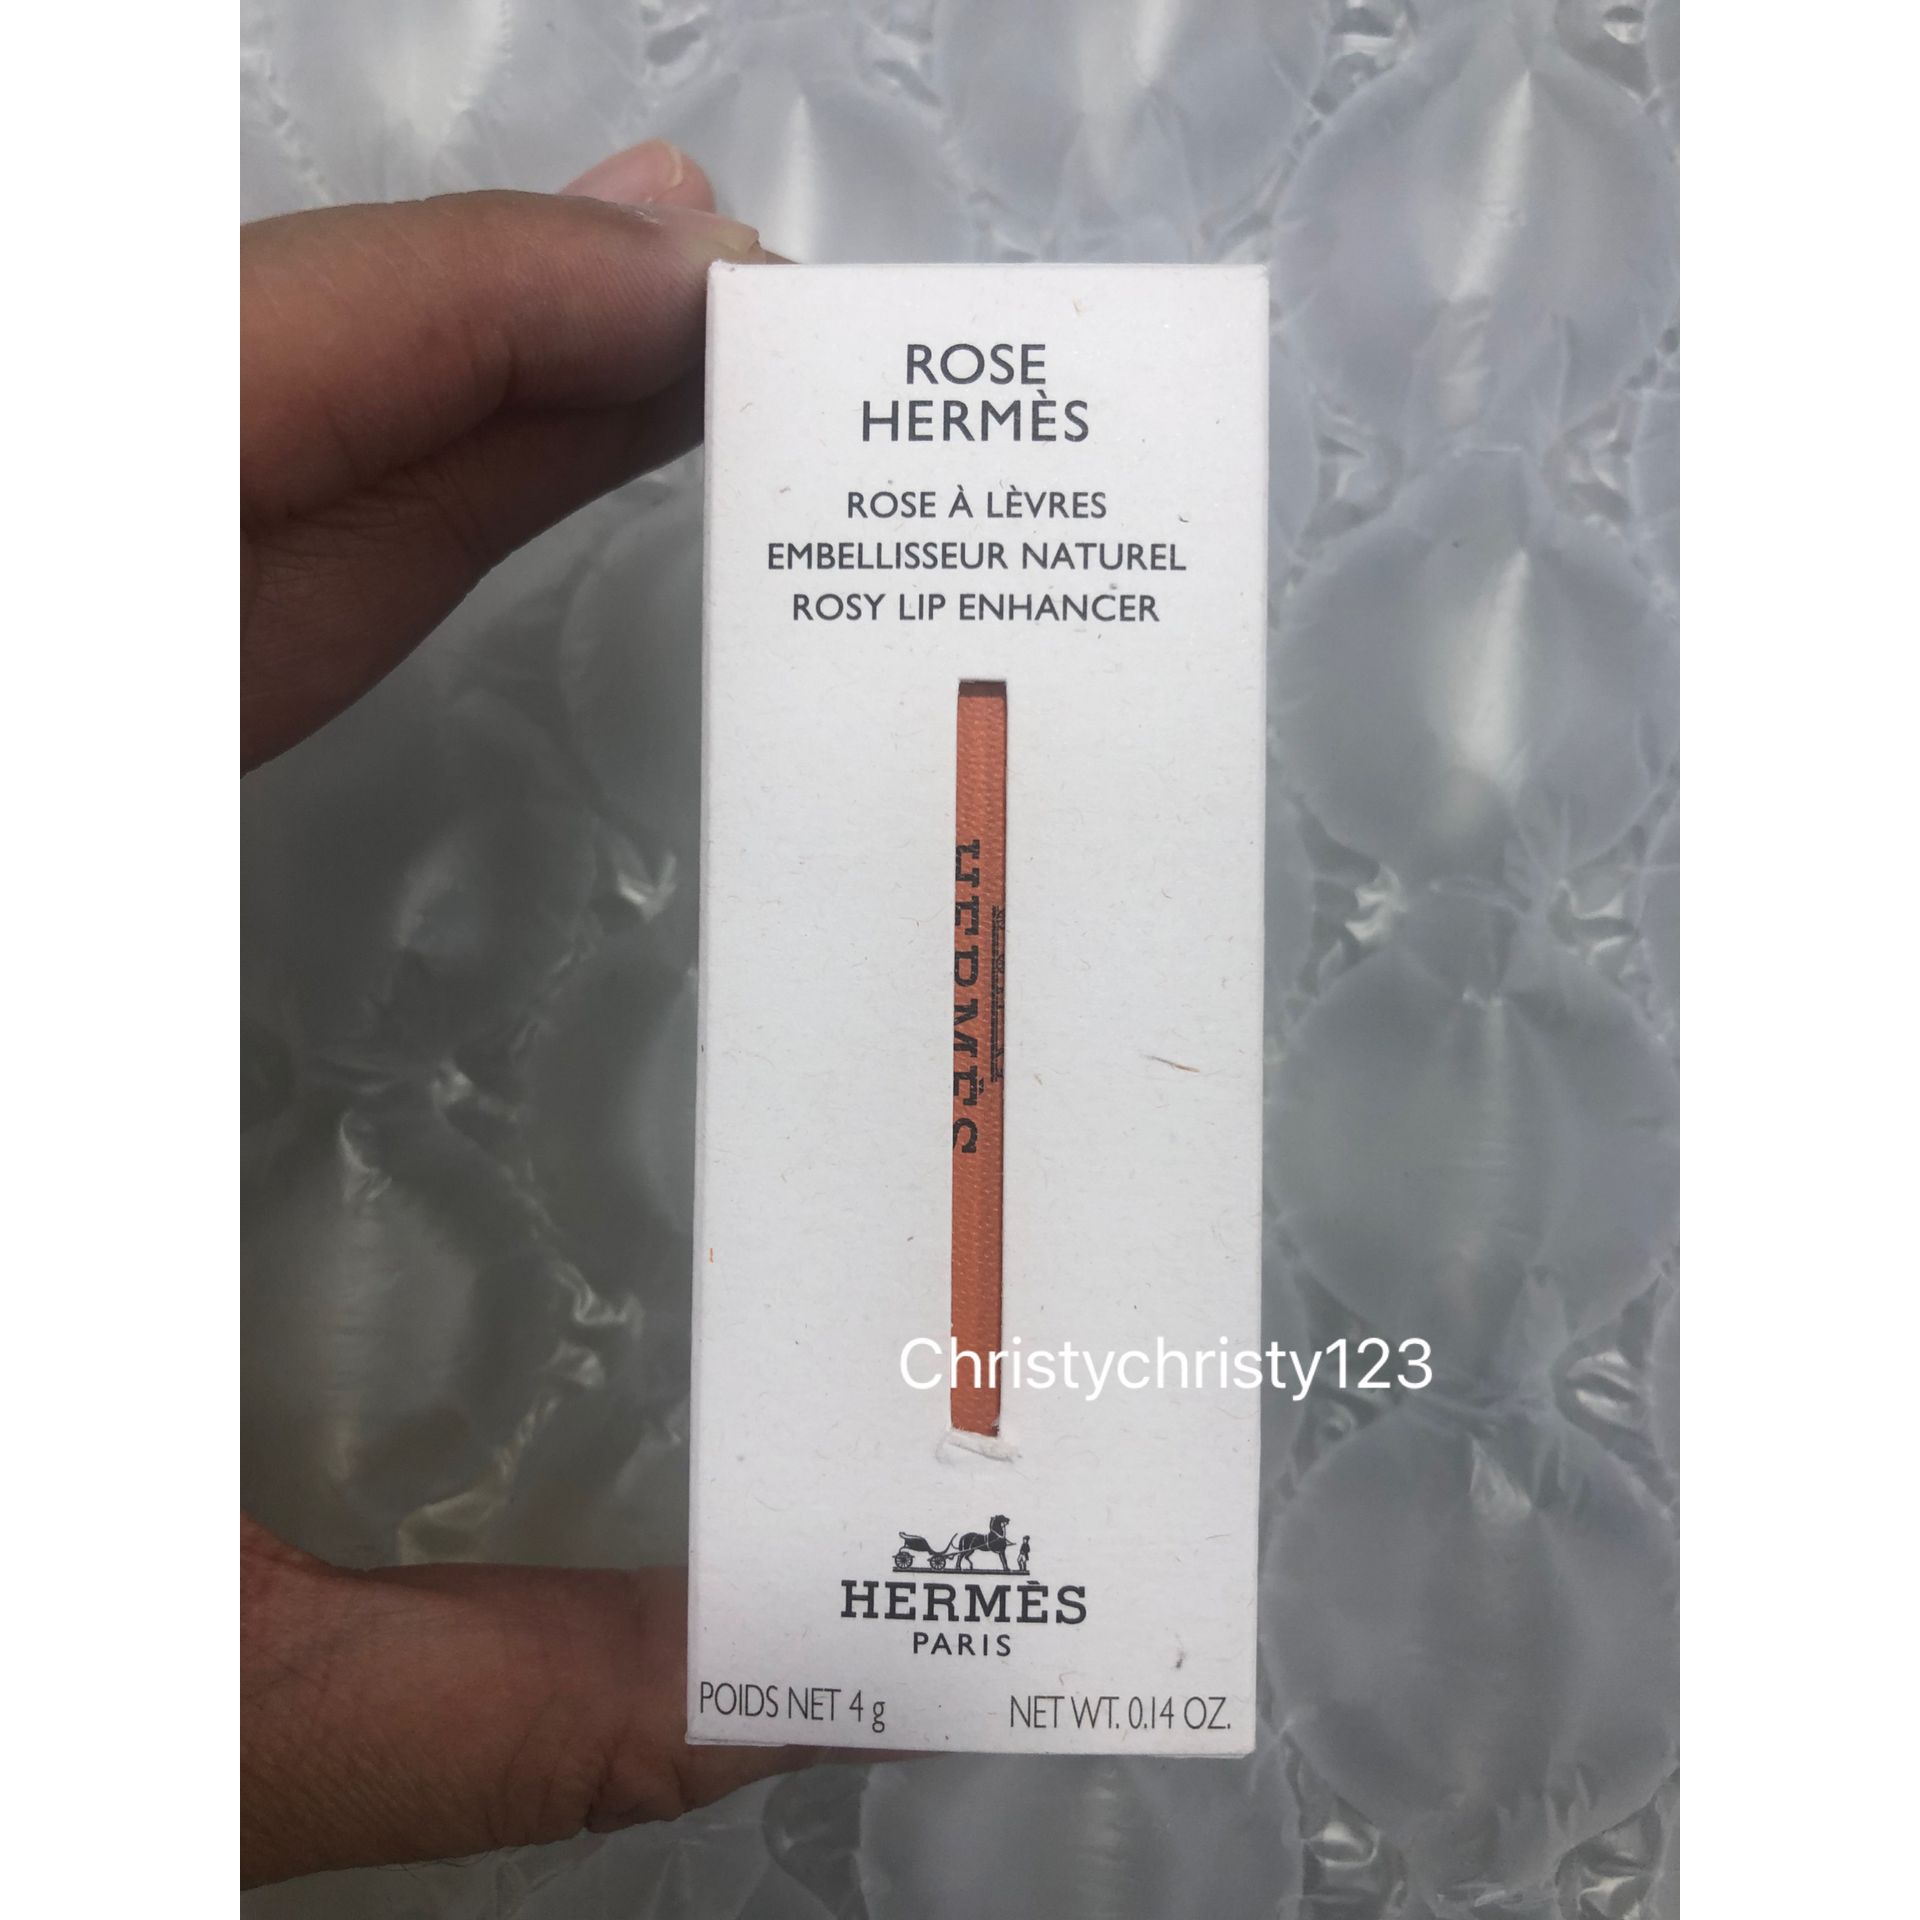 ROSE
HERMÈS
ROSE À LÈVRES
EMBELLISSEUR NATUREL
ROSY LIP ENHANCER
HERMÈS
Christychristy123
HERMÈS
PARIS
POIDS NET 4 g NET WT. 0.14 OZ.